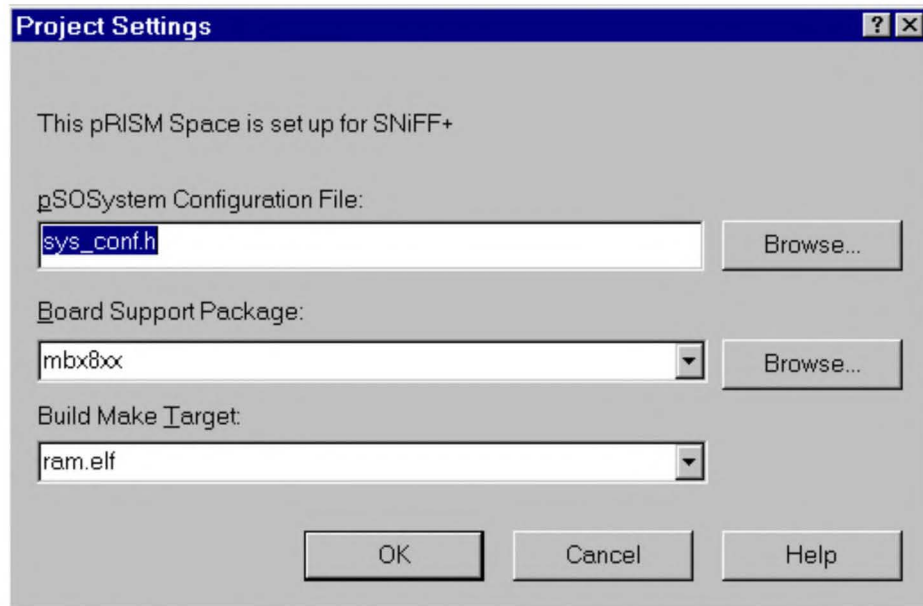 Project Settings
This pRISM Space is set up for SNiFF+
pSOSystem Configuration File:
sys_conf.h
Browse...
Board Support Package:
mbx8xx
Browse...
Build Make Target:
ram.elf
OK Cancel Help